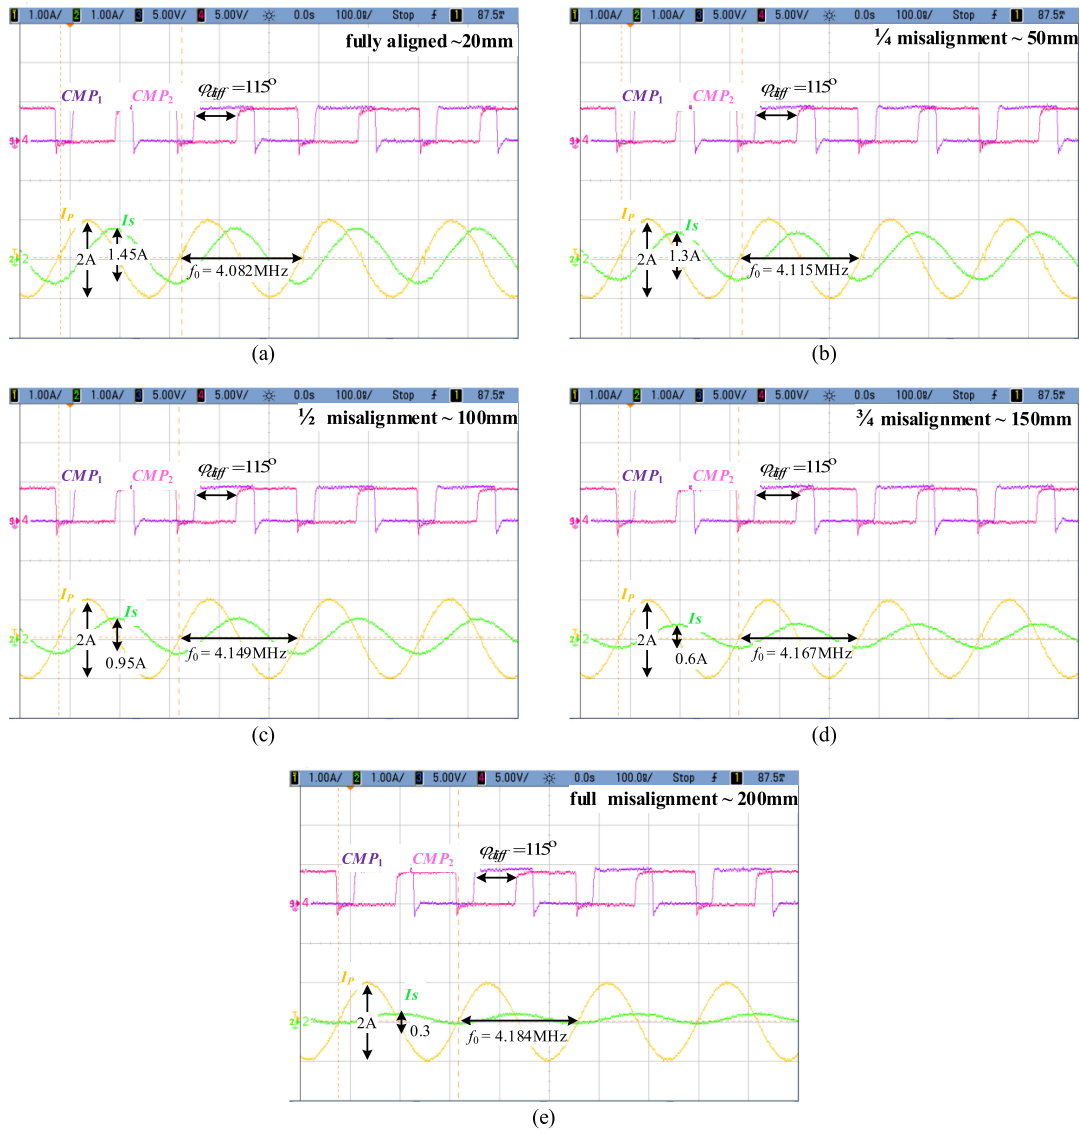 1 1.00A/ 2 1.00A/ 3 5.00V/ 4 5.00V/ 0.0s 100.0 Stop 1 87.5
fully aligned ~20mm
CMP1 CMP2 φdiff=115o
4
IP Is
2A 1.45A
2
f0 = 4.082MHz
(a)
1 1.00A/ 2 1.00A/ 3 5.00V/ 4 5.00V/ 0.0s 100.0 Stop 1 87.5
¼ misalignment ~ 50mm
CMP1 CMP2 φdiff=115o
4
IP Is
2A 1.3A
2
f0 = 4.115MHz
(b)
1 1.00A/ 2 1.00A/ 3 5.00V/ 4 5.00V/ 0.0s 100.0 Stop 1 87.5
½ misalignment ~ 100mm
CMP1 CMP2 φdiff=115o
4
IP Is
2A 0.95A
2
f0 = 4.149MHz
(c)
1 1.00A/ 2 1.00A/ 3 5.00V/ 4 5.00V/ 0.0s 100.0 Stop 1 87.5
¾ misalignment ~ 150mm
CMP1 CMP2 φdiff=115o
4
IP Is
2A 0.6A
2
f0 = 4.167MHz
(d)
1 1.00A/ 2 1.00A/ 3 5.00V/ 4 5.00V/ 0.0s 100.0 Stop 1 87.5
full misalignment ~ 200mm
CMP1 CMP2 φdiff=115o
4
IP Is
2A 0.3
2
f0 = 4.184MHz
(e)